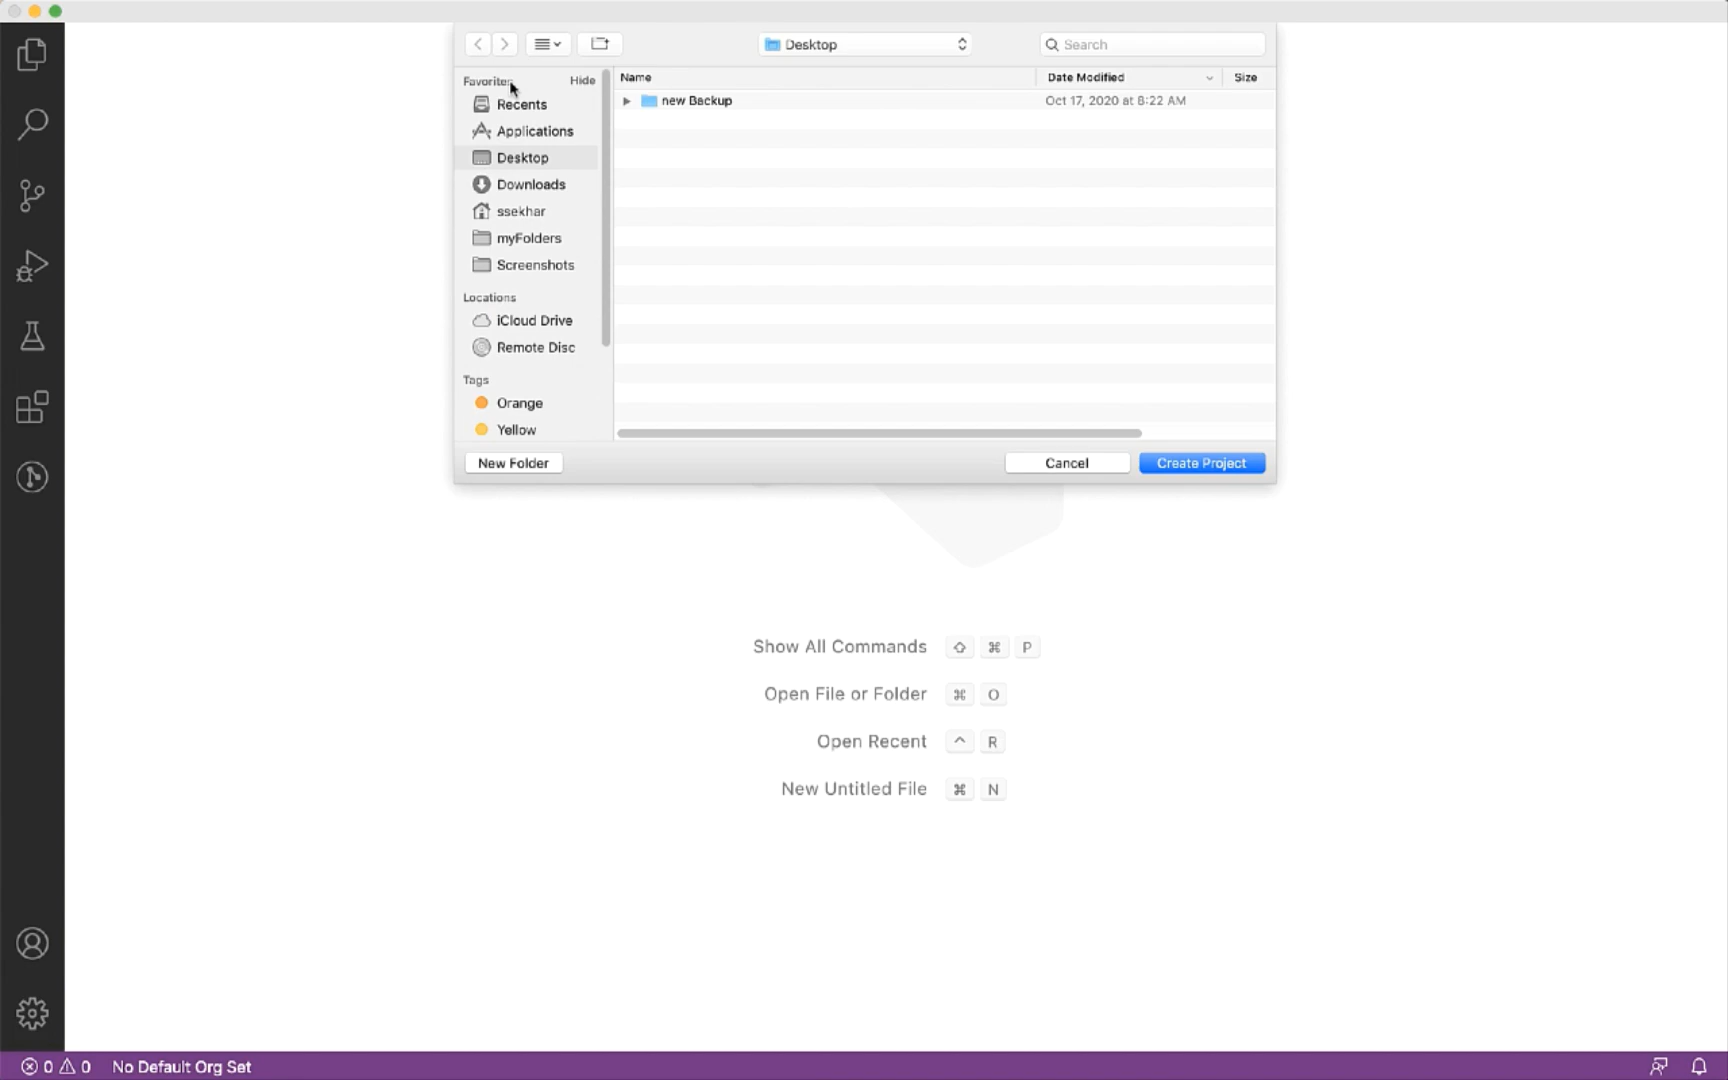 Desktop
Search
Favorites Hide
Recents
Applications
Desktop
Downloads
ssekhar
myFolders
Screenshots
Locations
iCloud Drive
Remote Disc
Tags
Orange
Yellow
Name Date Modified Size
new Backup Oct 17, 2020 at 8:22 AM
New Folder Cancel Create Project
Show All Commands ⇧ ⌘ P
Open File or Folder ⌘ O
Open Recent ^ R
New Untitled File ⌘ N
0 0 No Default Org Set